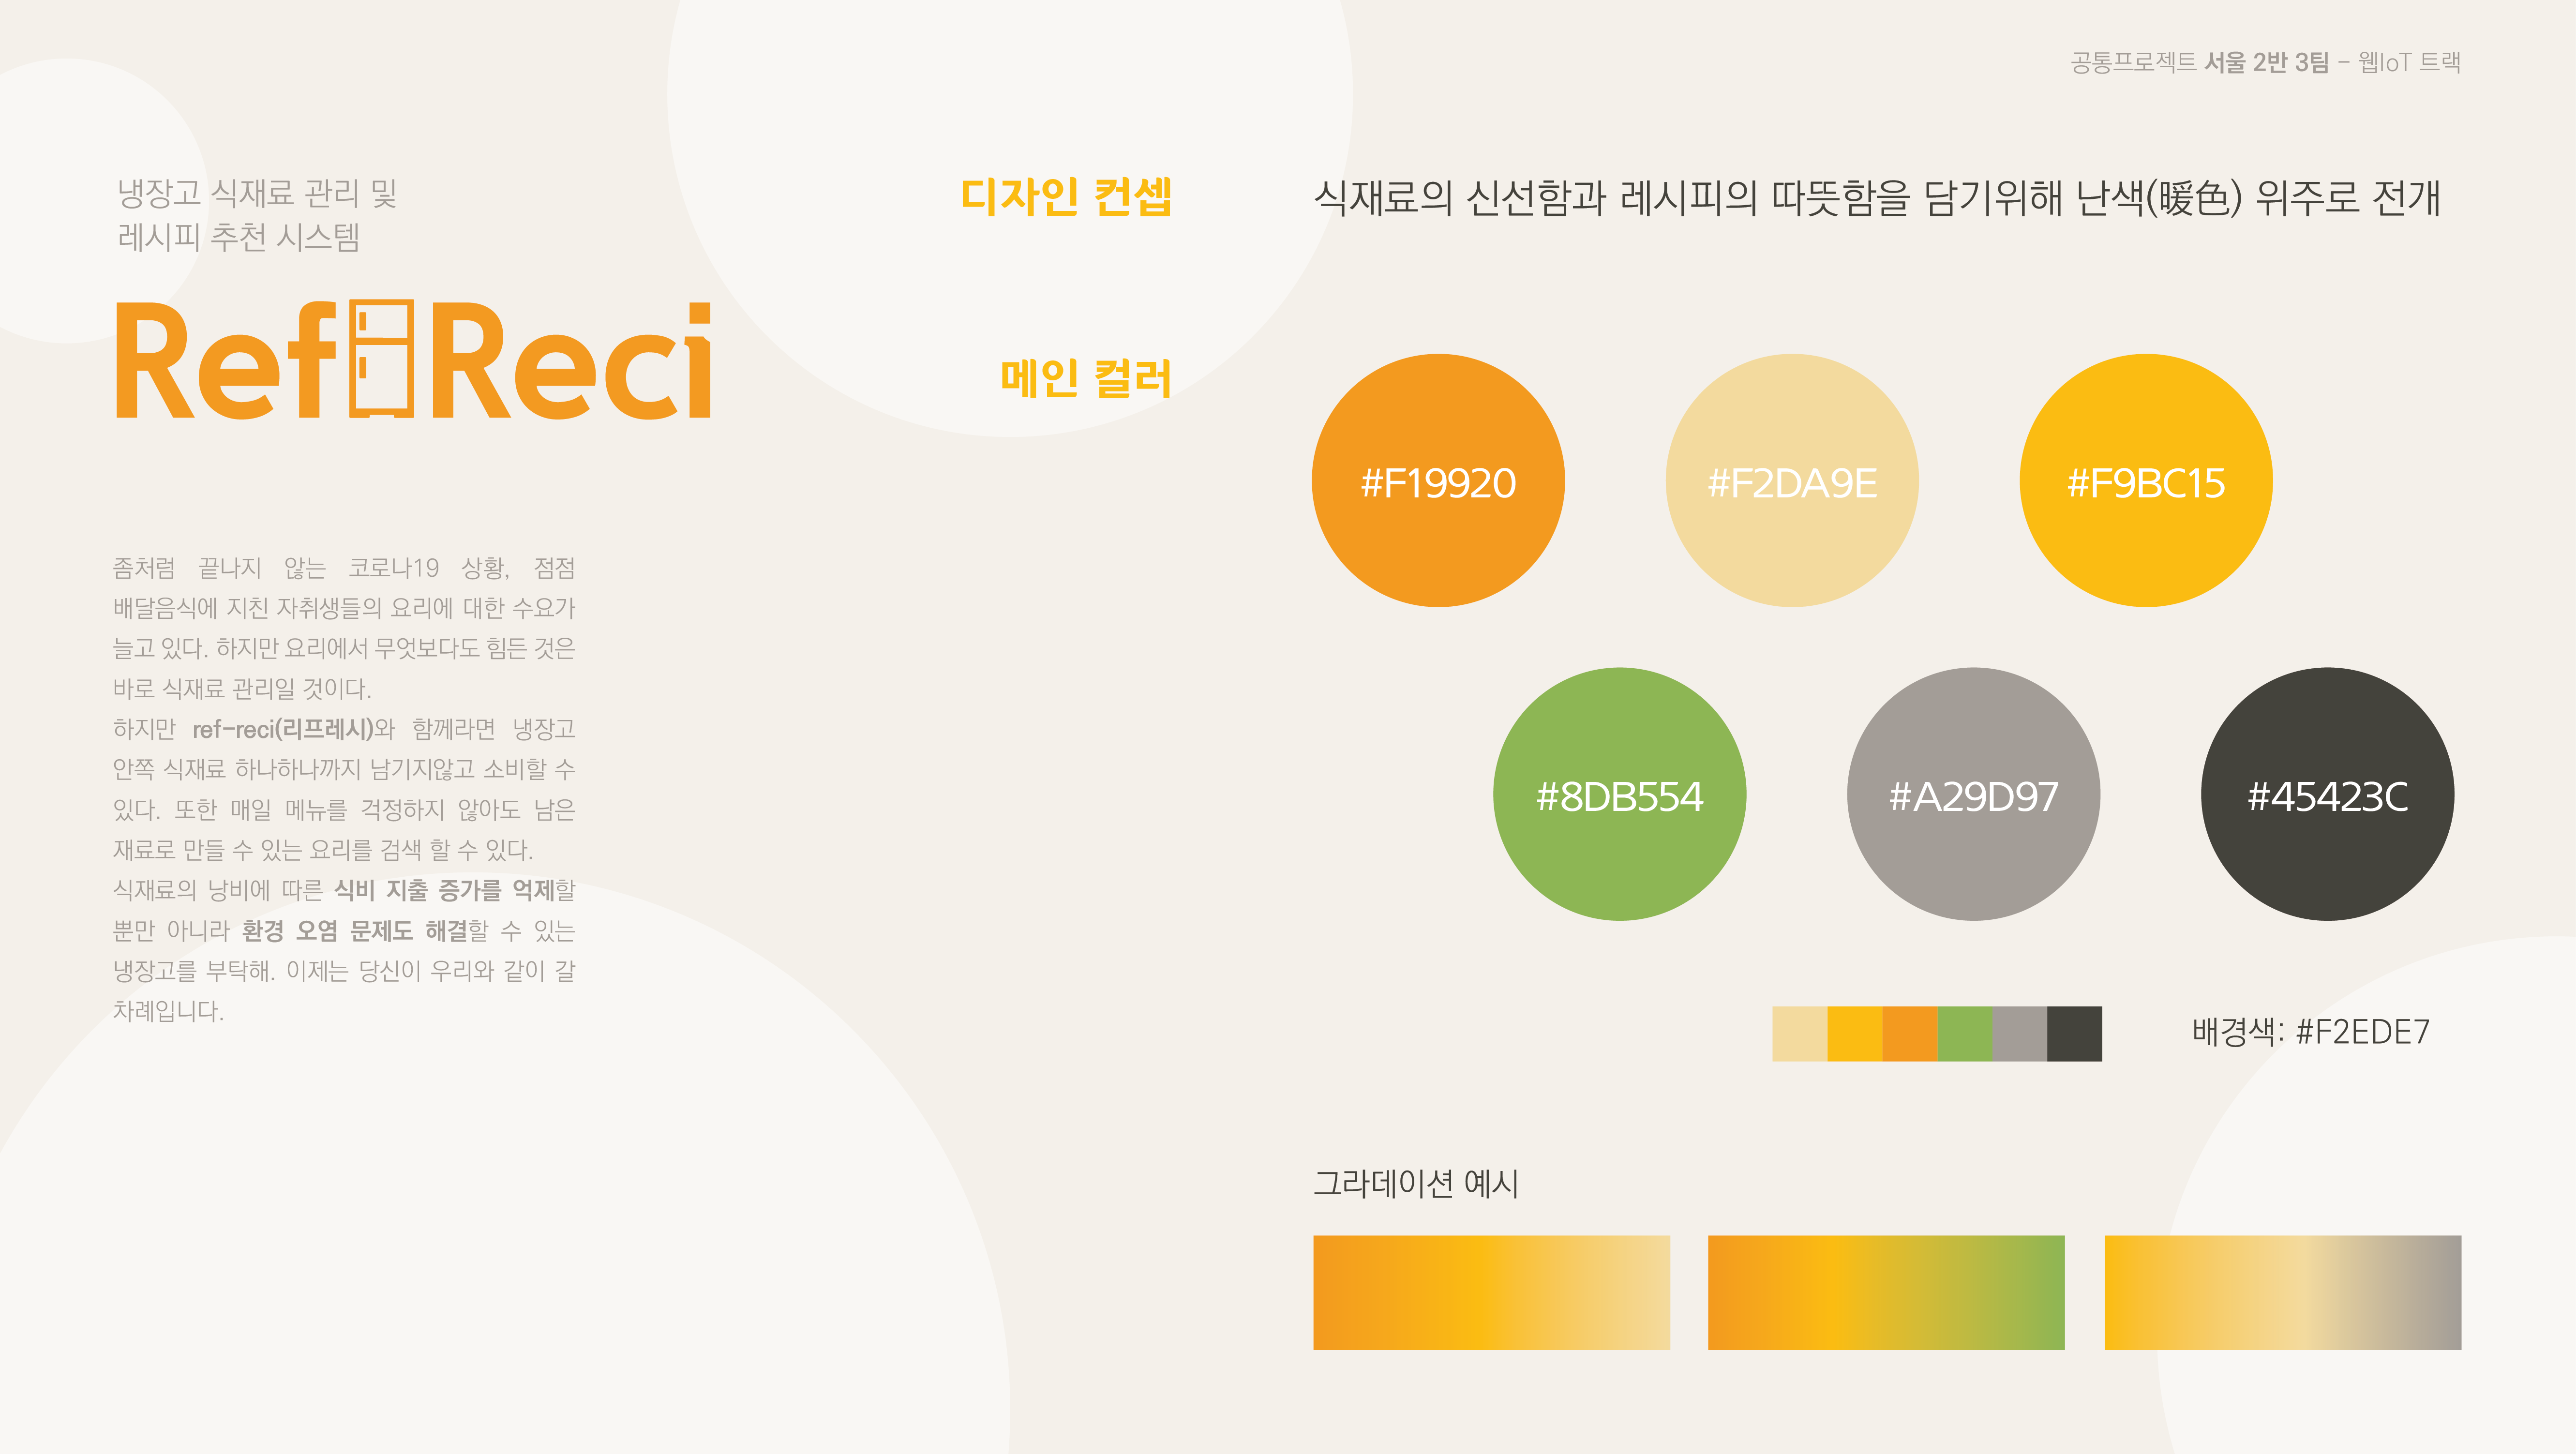 공통프로젝트 서울 2반 3팀 - 웹IoT 트랙
냉장고 식재료 관리 및
레시피 추천 시스템
Ref Reci
좀처럼 끝나지 않는 코로나19 상황, 점점
배달음식에 지친 자취생들의 요리에 대한 수요가
늘고 있다. 하지만 요리에서 무엇보다도 힘든 것은
바로 식재료 관리일 것이다.
하지만 ref-reci(리프레시)와 함께라면 냉장고
안쪽 식재료 하나하나까지 남기지않고 소비할 수
있다. 또한 매일 메뉴를 걱정하지 않아도 남은
재료로 만들 수 있는 요리를 검색 할 수 있다.
식재료의 낭비에 따른 식비 지출 증가를 억제할
뿐만 아니라 환경 오염 문제도 해결할 수 있는
냉장고를 부탁해. 이제는 당신이 우리와 같이 갈
차례입니다.
디자인 컨셉
식재료의 신선함과 레시피의 따뜻함을 담기위해 난색(暖色) 위주로 전개
메인 컬러
#F19920
#F2DA9E
#F9BC15
#8DB554
#A29D97
#45423C
배경색: #F2EDE7
그라데이션 예시